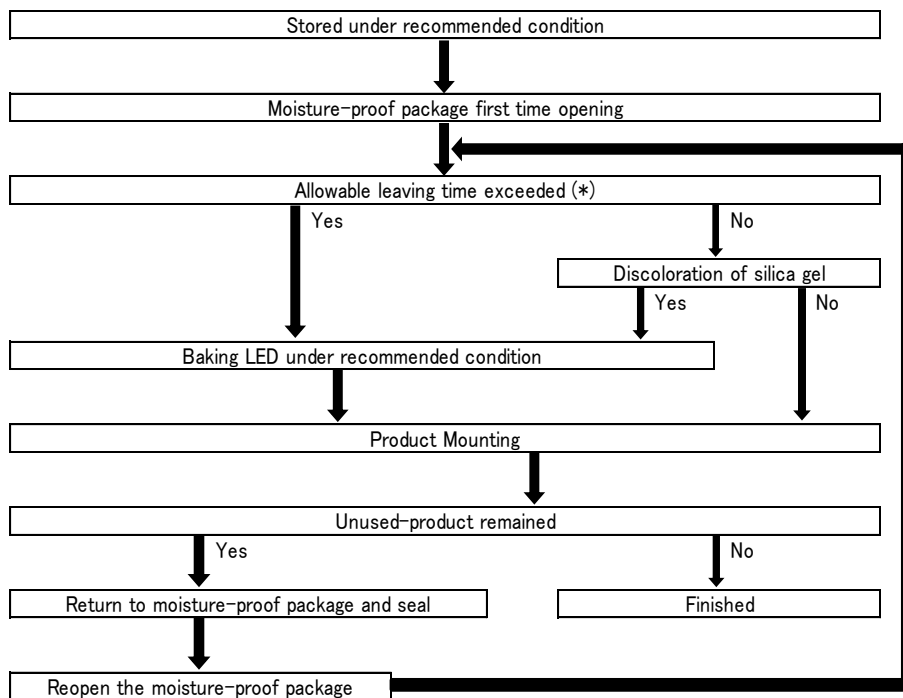 Stored under recommended condition
Moisture-proof package first time opening
Allowable leaving time exceeded (*)
Yes
No
Discoloration of silica gel
Yes
No
Baking LED under recommended condition
Product Mounting
Unused-product remained
Yes
No
Return to moisture-proof package and seal
Finished
Reopen the moisture-proof package